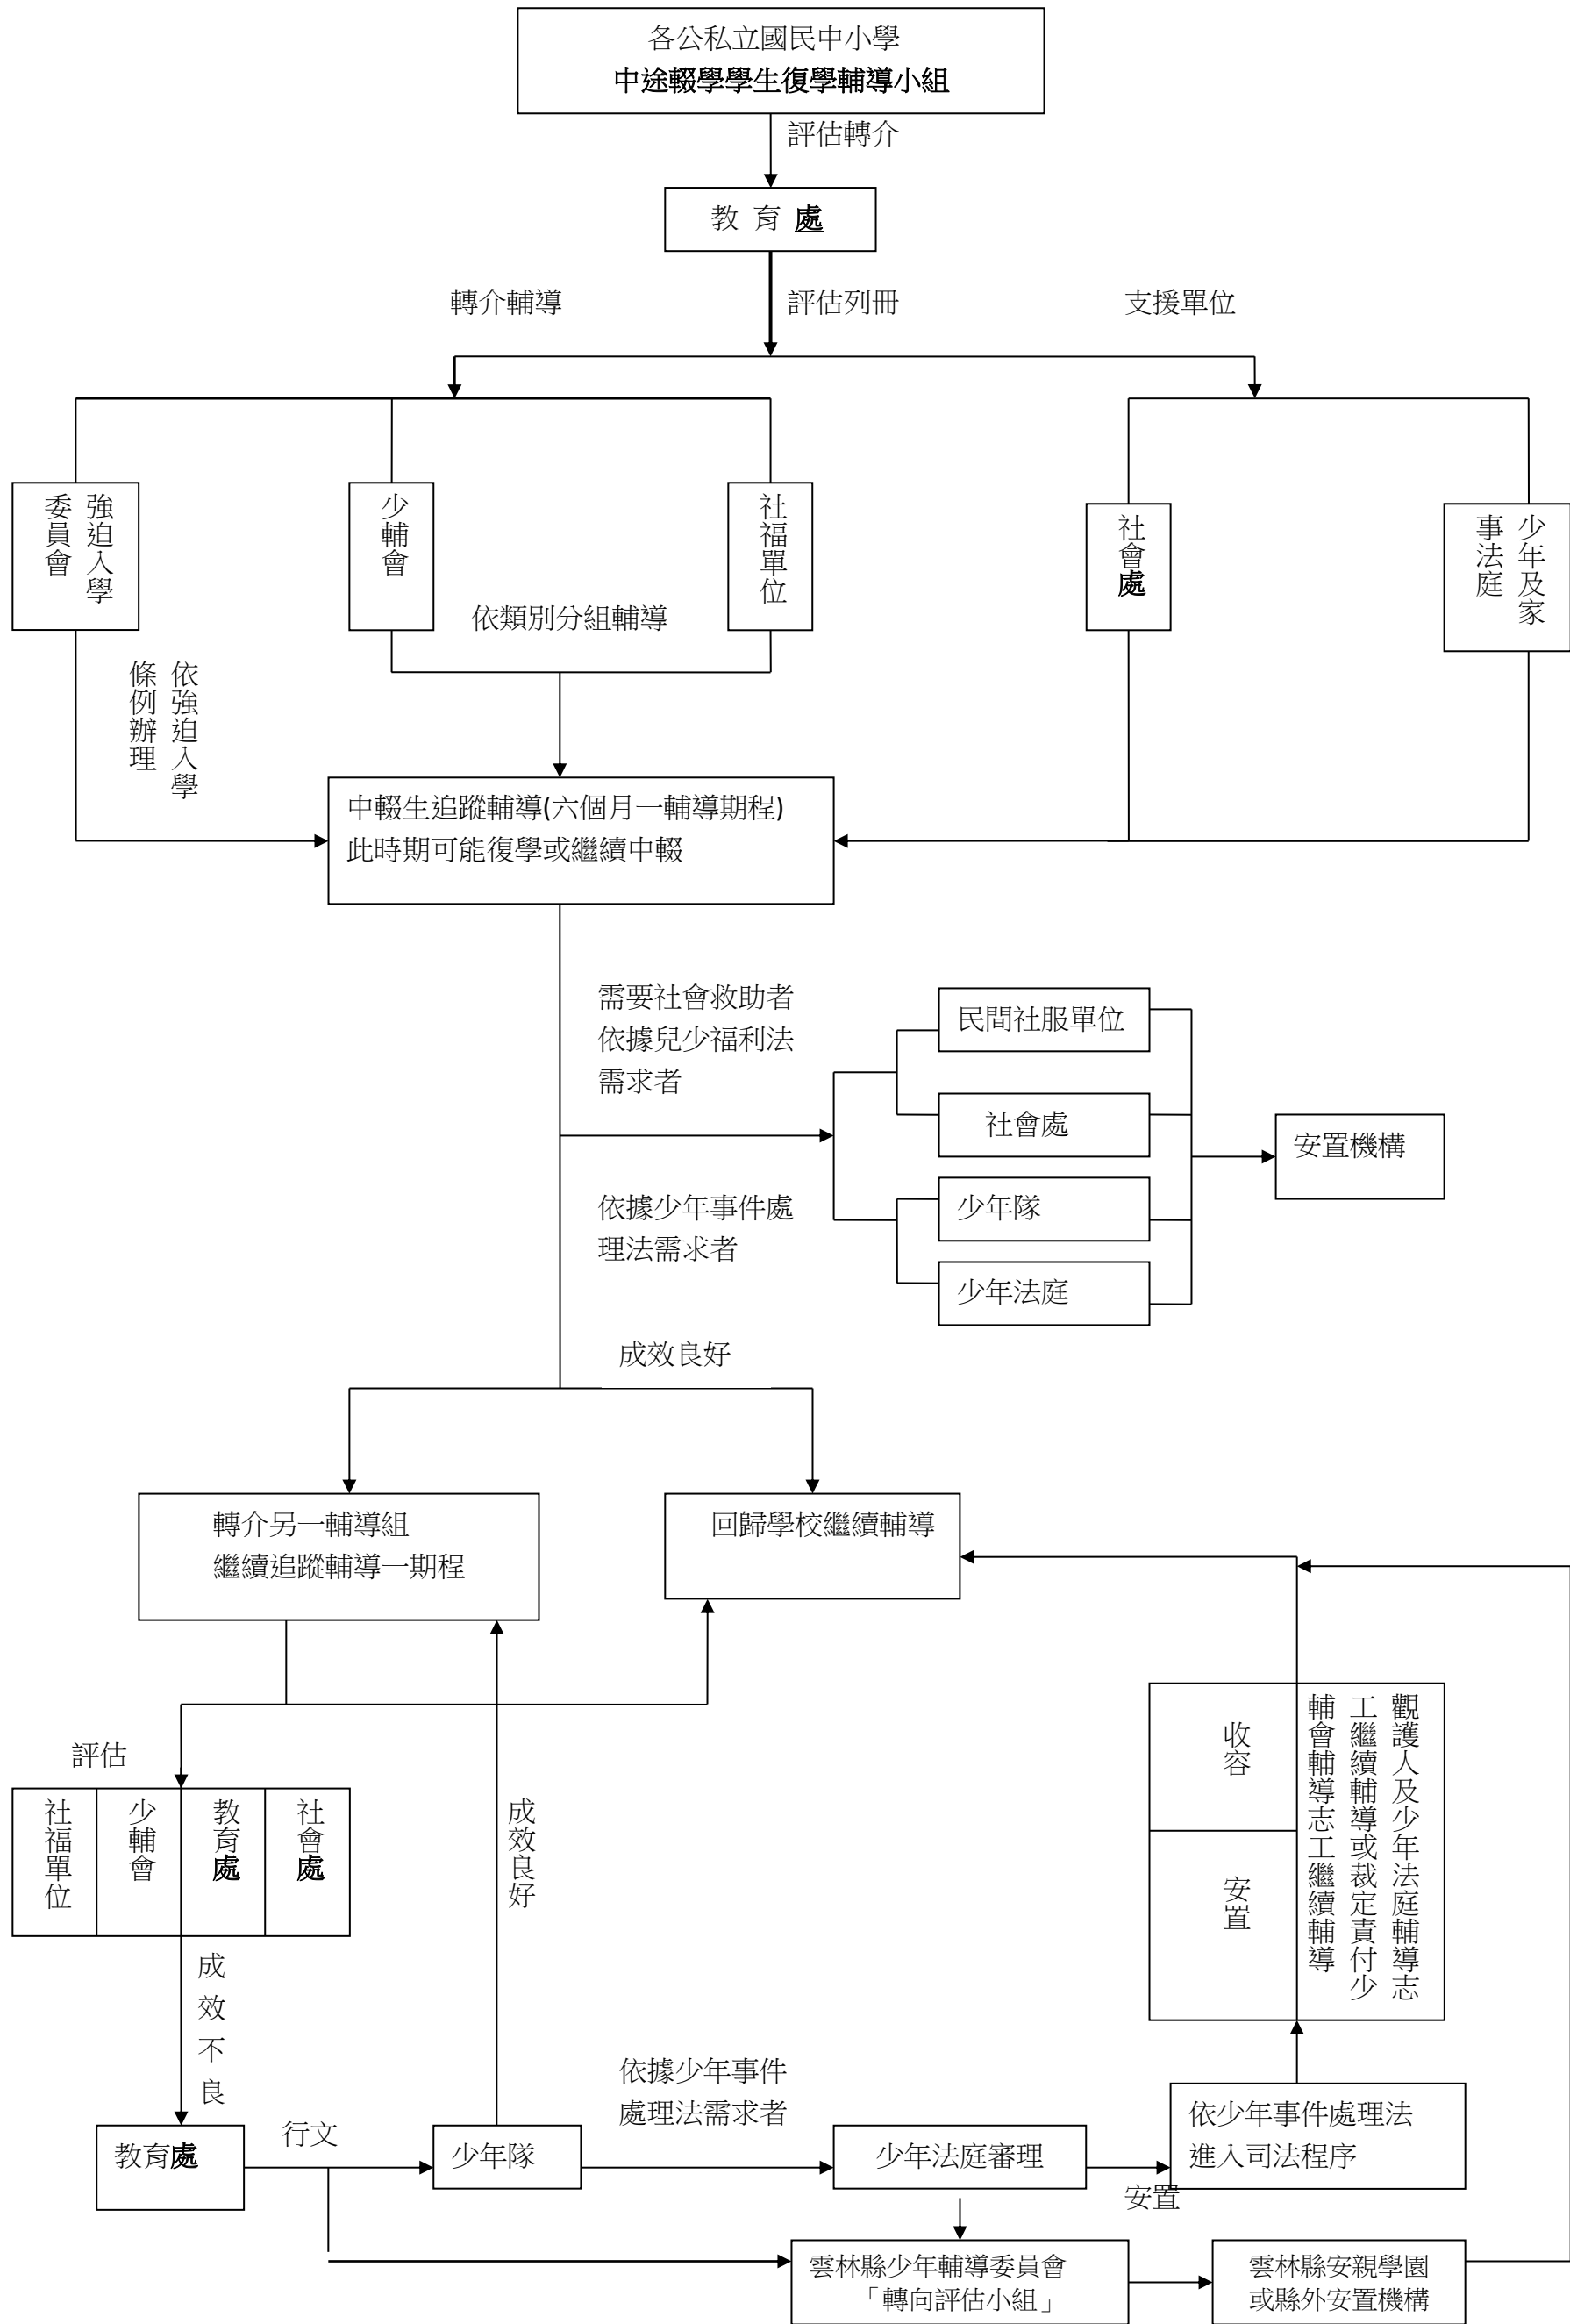 各公私立國民中小學
中途輟學學生復學輔導小組
評估轉介
教 育 處
轉介輔導
評估列冊
支援單位
強迫入學
委員會
少輔會
社福單位
社會處
少年及家
事法庭
依類別分組輔導
依強迫入學
條例辦理
中輟生追蹤輔導(六個月一輔導期程)
此時期可能復學或繼續中輟
需要社會救助者
依據兒少福利法
需求者
民間社服單位
社會處
安置機構
依據少年事件處
理法需求者
少年隊
少年法庭
成效良好
轉介另一輔導組
繼續追蹤輔導一期程
回歸學校繼續輔導
評估
社福單位
少輔會
教育處
社會處
成效良好
收容
安置
觀護人及少年法庭輔導志
工繼續輔導或裁定責付少
輔會輔導志工繼續輔導
成效不良
依據少年事件
處理法需求者
教育處
行文
少年隊
少年法庭審理
安置
依少年事件處理法
進入司法程序
雲林縣少年輔導委員會
「轉向評估小組」
雲林縣安親學園
或縣外安置機構